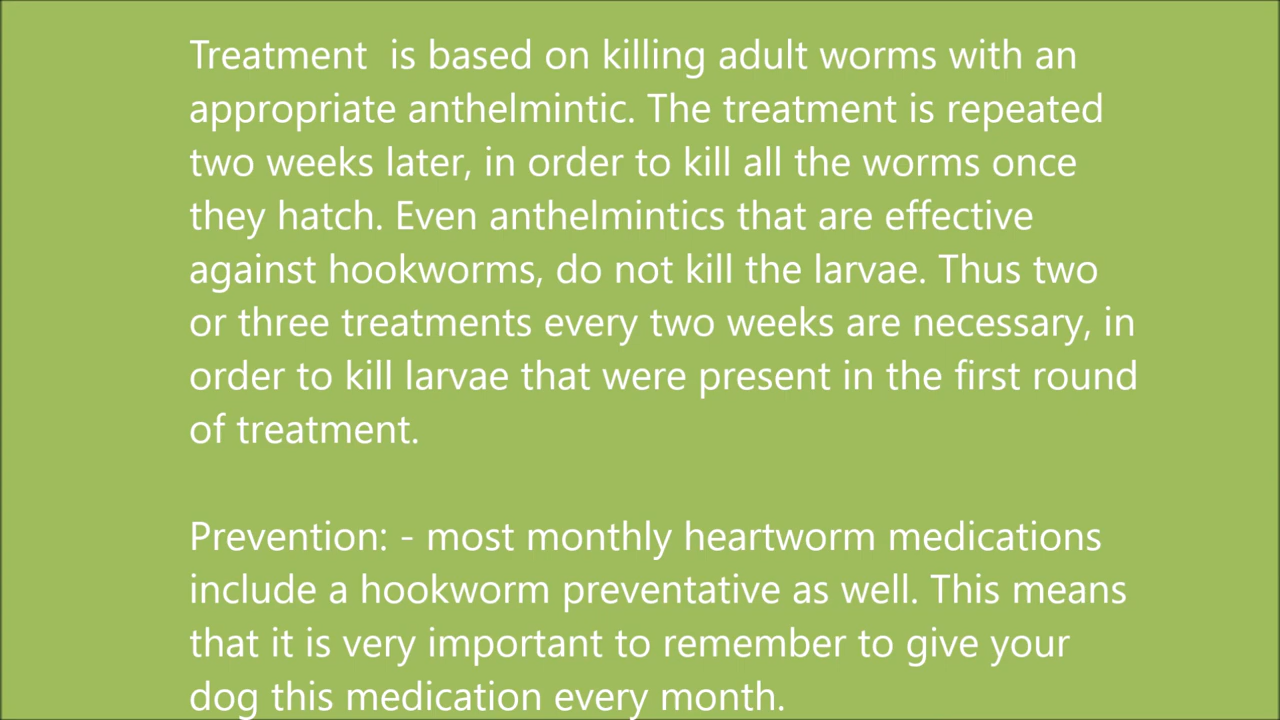 Treatment  is based on killing adult worms with an
appropriate anthelmintic. The treatment is repeated
two weeks later, in order to kill all the worms once
they hatch. Even anthelmintics that are effective
against hookworms, do not kill the larvae. Thus two
or three treatments every two weeks are necessary, in
order to kill larvae that were present in the first round
of treatment.
Prevention: - most monthly heartworm medications
include a hookworm preventative as well. This means
that it is very important to remember to give your
dog this medication every month.